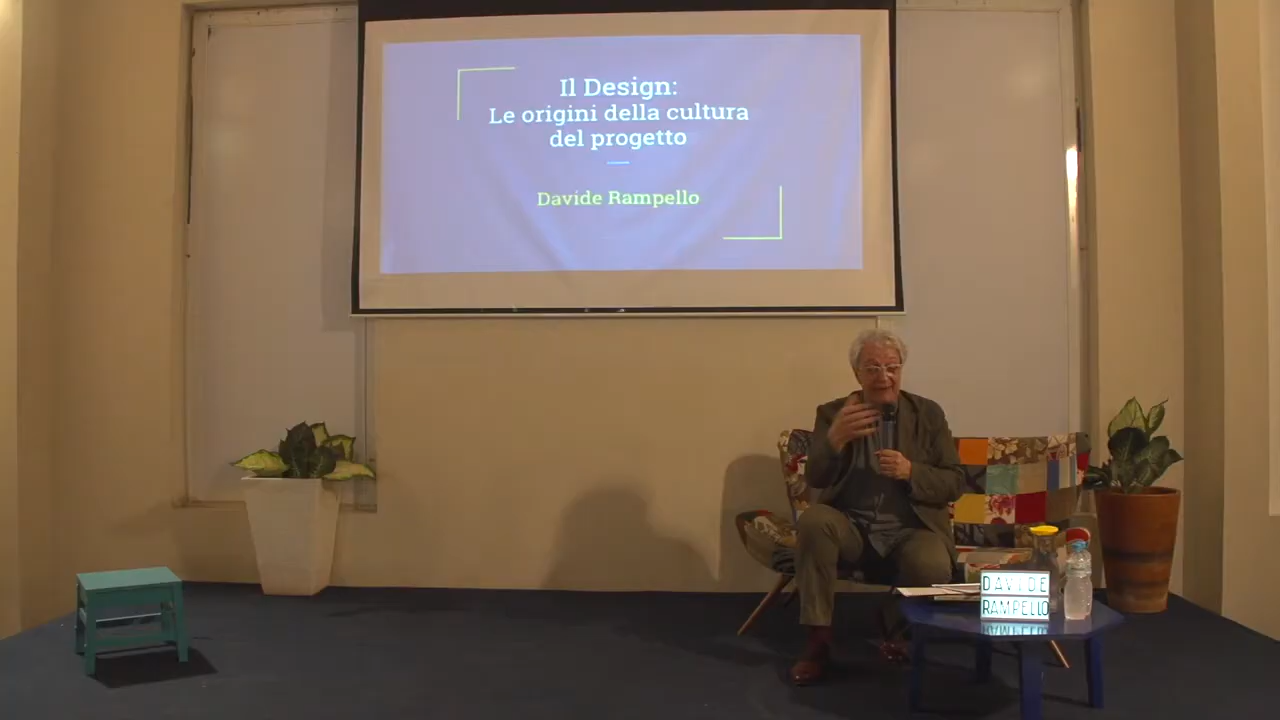 Il Design:
Le origini della cultura
del progetto
Davide Rampello
DAVIDE
RAMPELLO